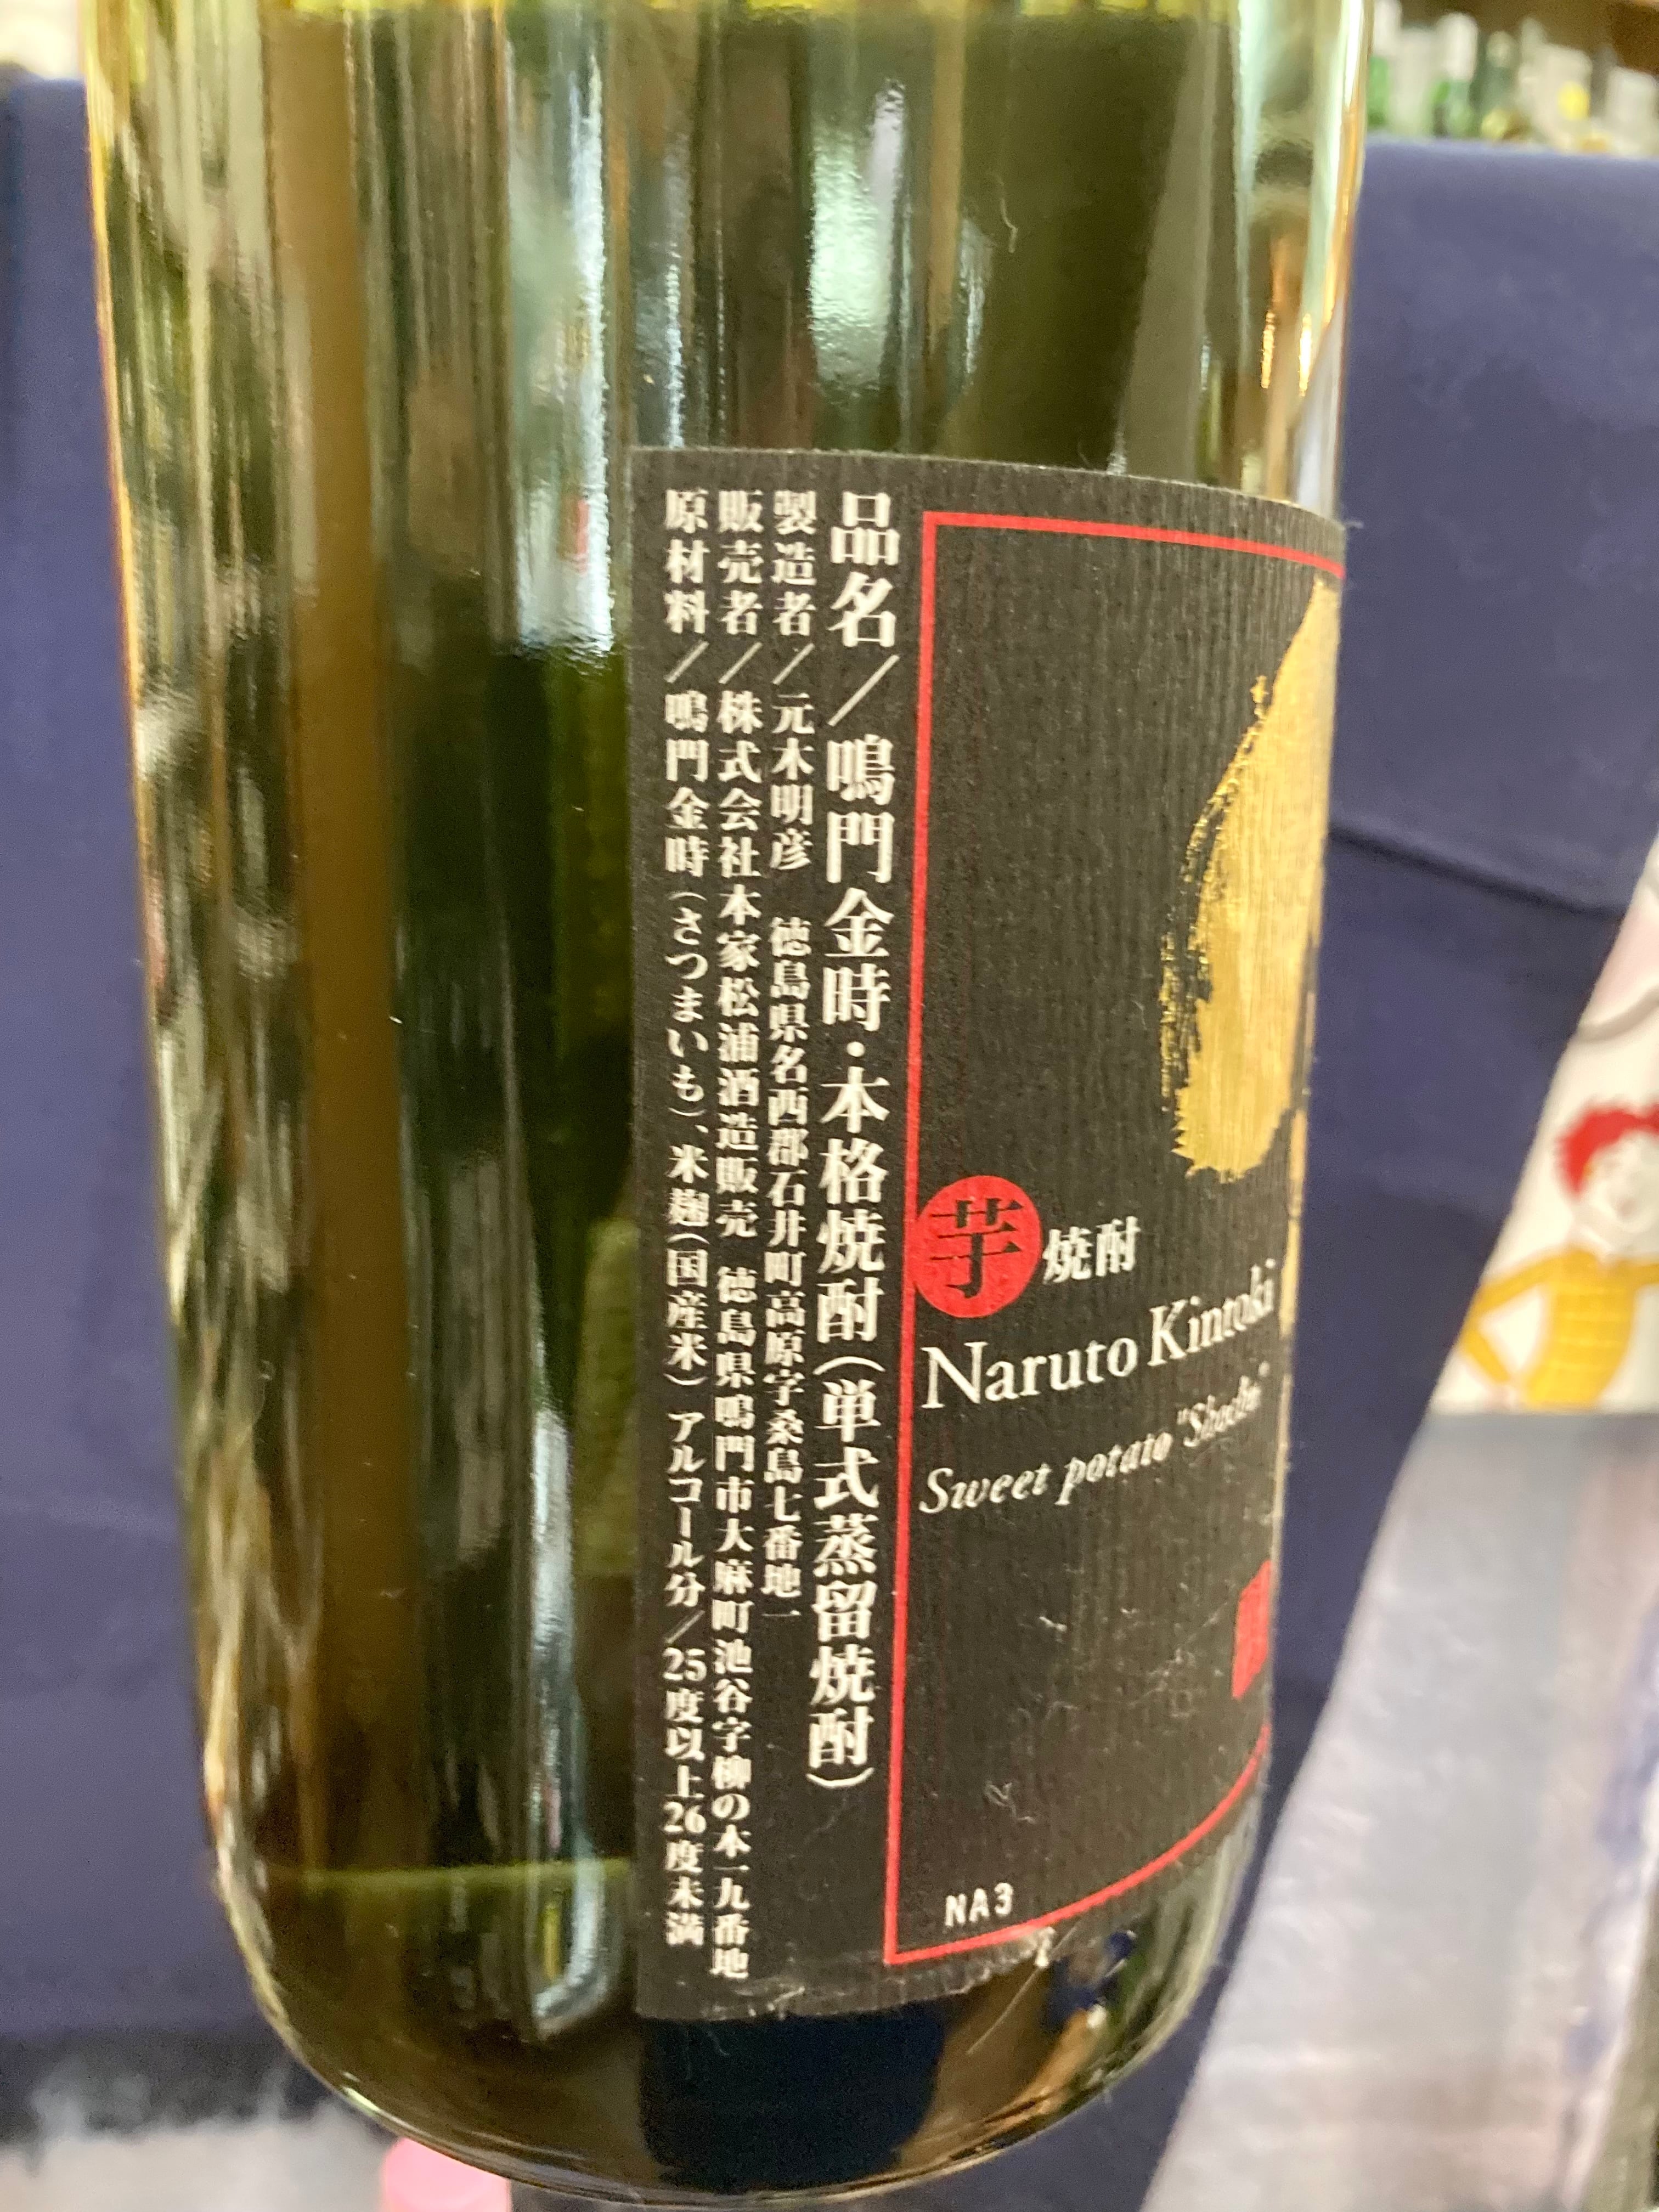 品名/鳴門金時・本格焼酎(単式蒸留焼酎)
製造者/元木明彦 徳島県名西郡石井町高原字桑島七番地一
販売者/株式会社本家松浦酒造販売 徳島県鳴門市大麻町池谷字柳の本一九番地
原材料/鳴門金時(さつまいも)、米麹(国産米) アルコール分/25度以上26度未満
芋焼酎
Naruto Kintoki
Sweet potato "Shochu"
NA3